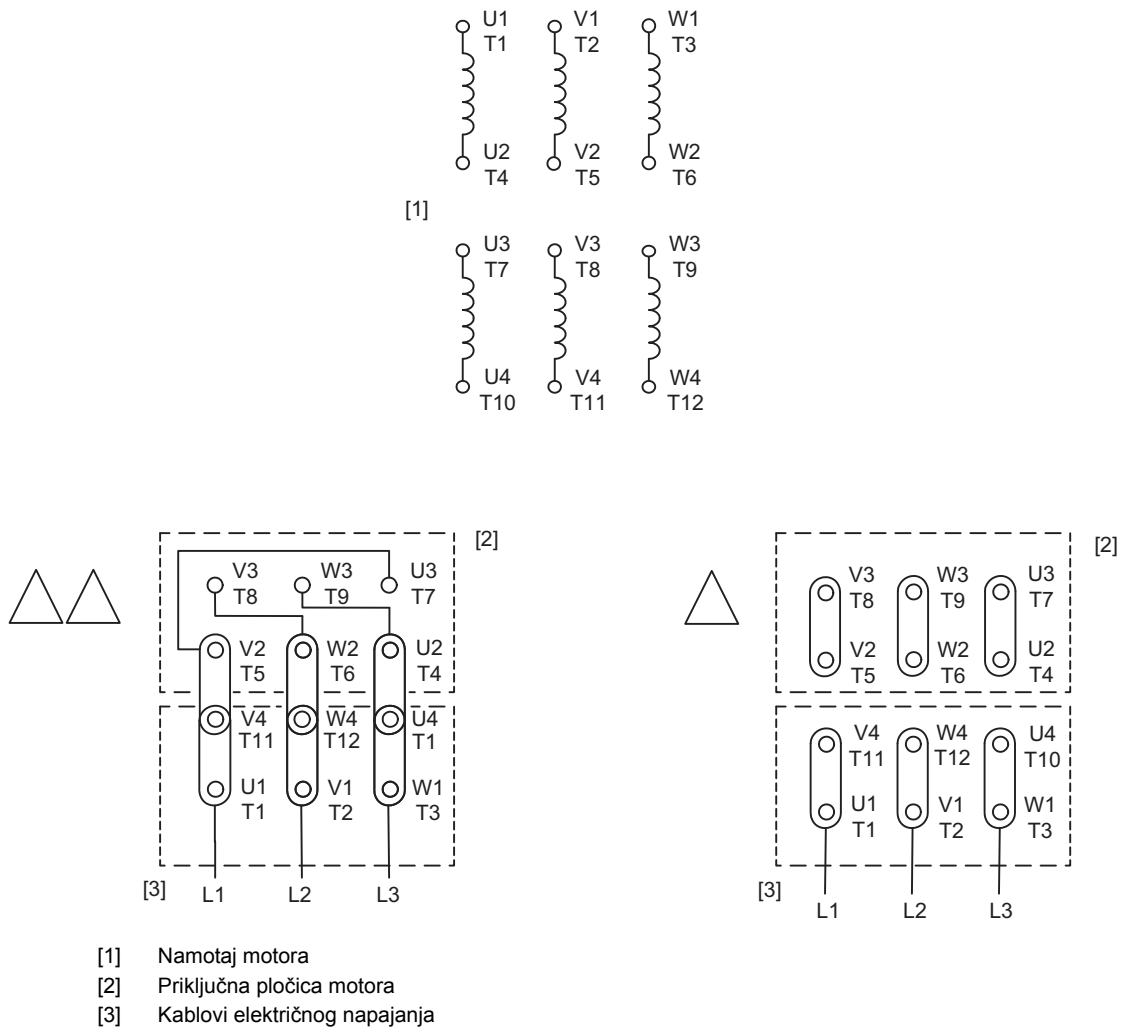 U1 V1 W1
T1 T2 T3
U2 V2 W2
T4 T5 T6
[1]
U3 V3 W3
T7 T8 T9
U4 V4 W4
T10 T11 T12
[2]
V3 W3 U3
T8 T9 T7
V2 W2 U2
T5 T6 T4
V4 W4 U4
T11 T12 T1
U1 V1 W1
T1 T2 T3
[3] L1 L2 L3
[2]
V3 W3 U3
T8 T9 T7
V2 W2 U2
T5 T6 T4
V4 W4 U4
T11 T12 T10
U1 V1 W1
T1 T2 T3
[3] L1 L2 L3
[1] Namotaj motora
[2] Priključna pločica motora
[3] Kablovi električnog napajanja